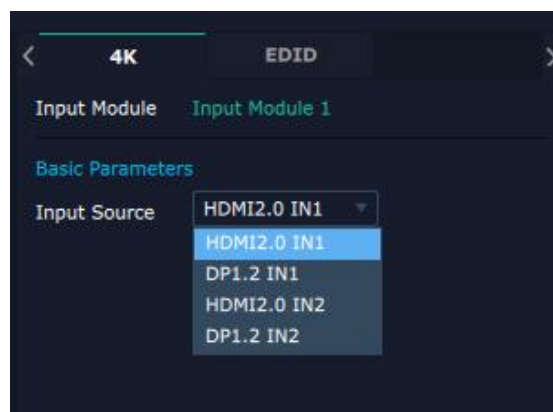 4K EDID
Input Module Input Module 1
Basic Parameters
Input Source HDMI2.0 IN1
HDMI2.0 IN1
DP1.2 IN1
HDMI2.0 IN2
DP1.2 IN2